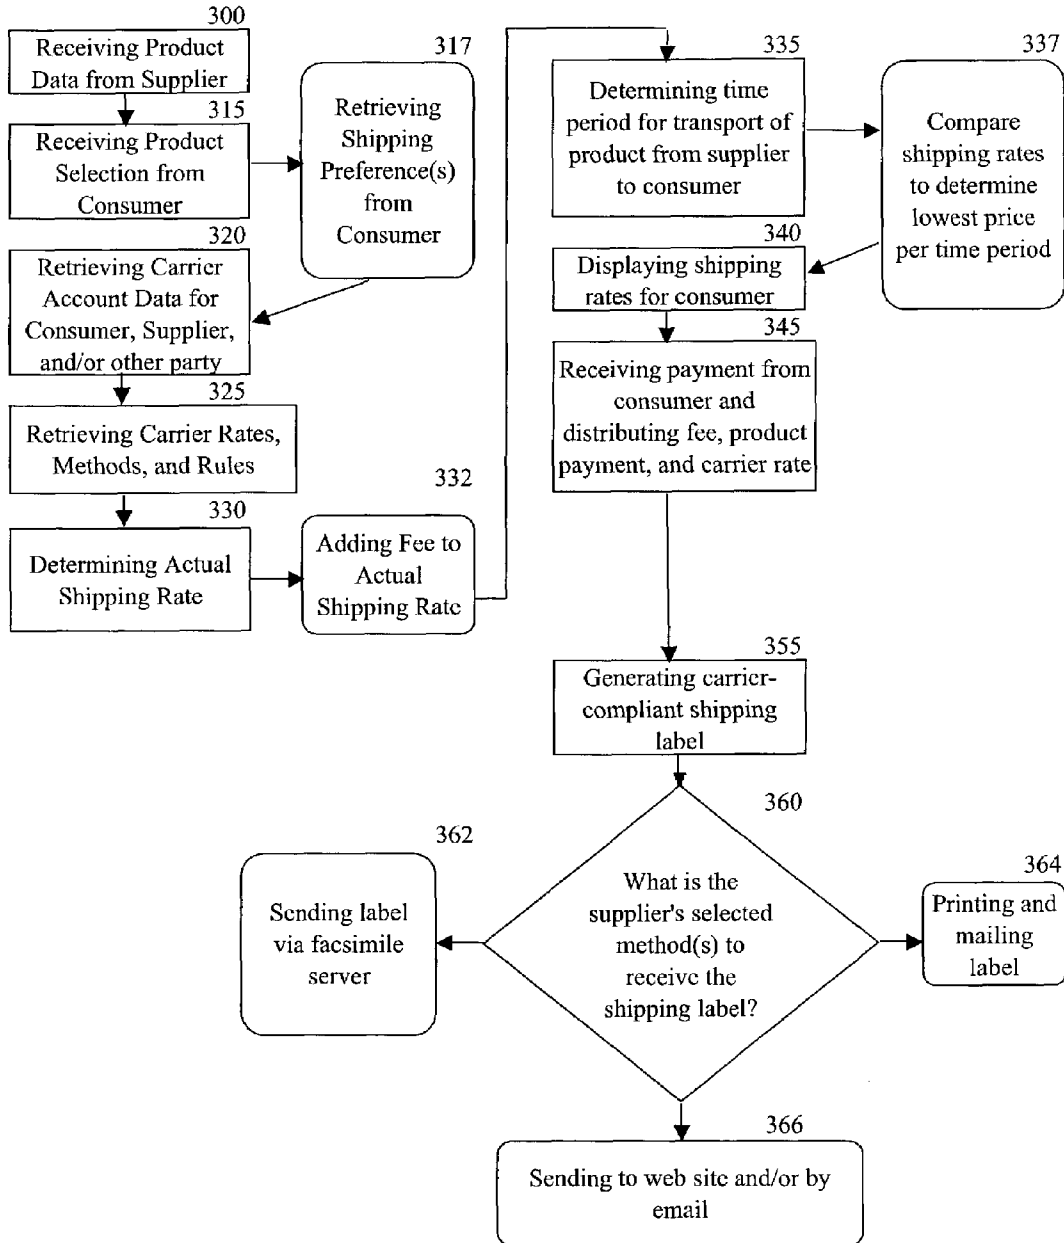 300
Receiving Product
Data from Supplier
315
Receiving Product
Selection from
Consumer
317
Retrieving
Shipping
Preference(s)
from
Consumer
320
Retrieving Carrier
Account Data for
Consumer, Supplier,
and/or other party
325
Retrieving Carrier Rates,
Methods, and Rules
330
Determining Actual
Shipping Rate
332
Adding Fee to
Actual
Shipping Rate
335
Determining time
period for transport of
product from supplier
to consumer
337
Compare
shipping rates
to determine
lowest price
per time period
340
Displaying shipping
rates for consumer
345
Receiving payment from
consumer and
distributing fee, product
payment, and carrier rate
355
Generating carrier-
compliant shipping
label
360
What is the
supplier's selected
method(s) to
receive the
shipping label?
362
Sending label
via facsimile
server
364
Printing and
mailing
label
366
Sending to web site and/or by
email